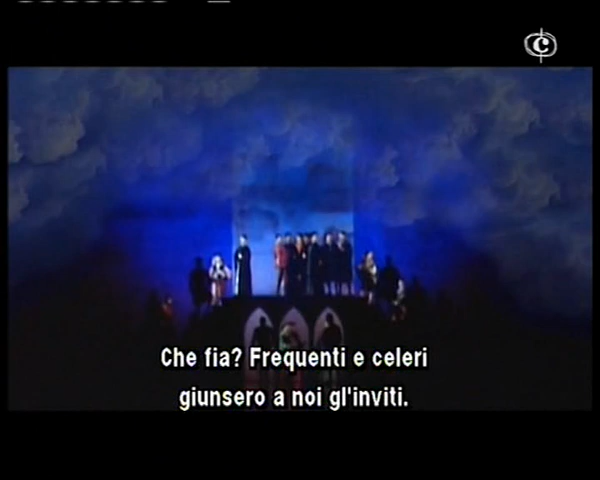 Che fia? Frequenti e celeri
giunsero a noi gl'inviti.